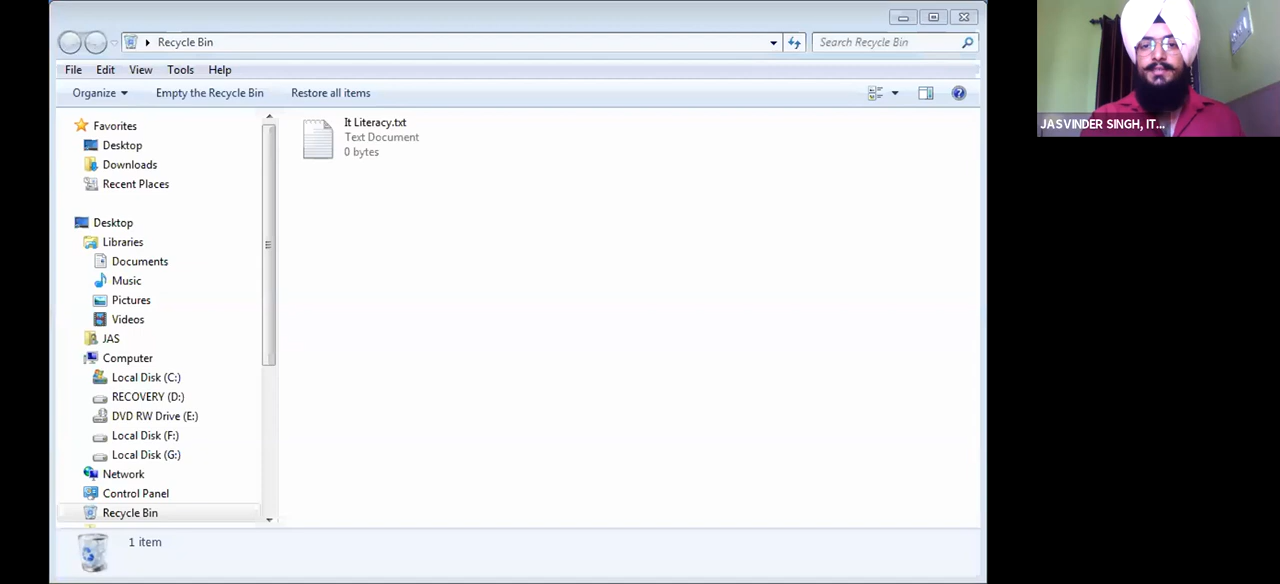 Recycle Bin
Search Recycle Bin
File Edit View Tools Help
Organize Empty the Recycle Bin Restore all items
Favorites
Desktop
Downloads
Recent Places
Desktop
Libraries
Documents
Music
Pictures
Videos
JAS
Computer
Local Disk (C:)
RECOVERY (D:)
DVD RW Drive (E:)
Local Disk (F:)
Local Disk (G:)
Network
Control Panel
Recycle Bin
It Literacy.txt
Text Document
0 bytes
1 item
JASVINDER SINGH, IT...